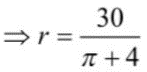 ⇒ r = 30 / (π + 4)